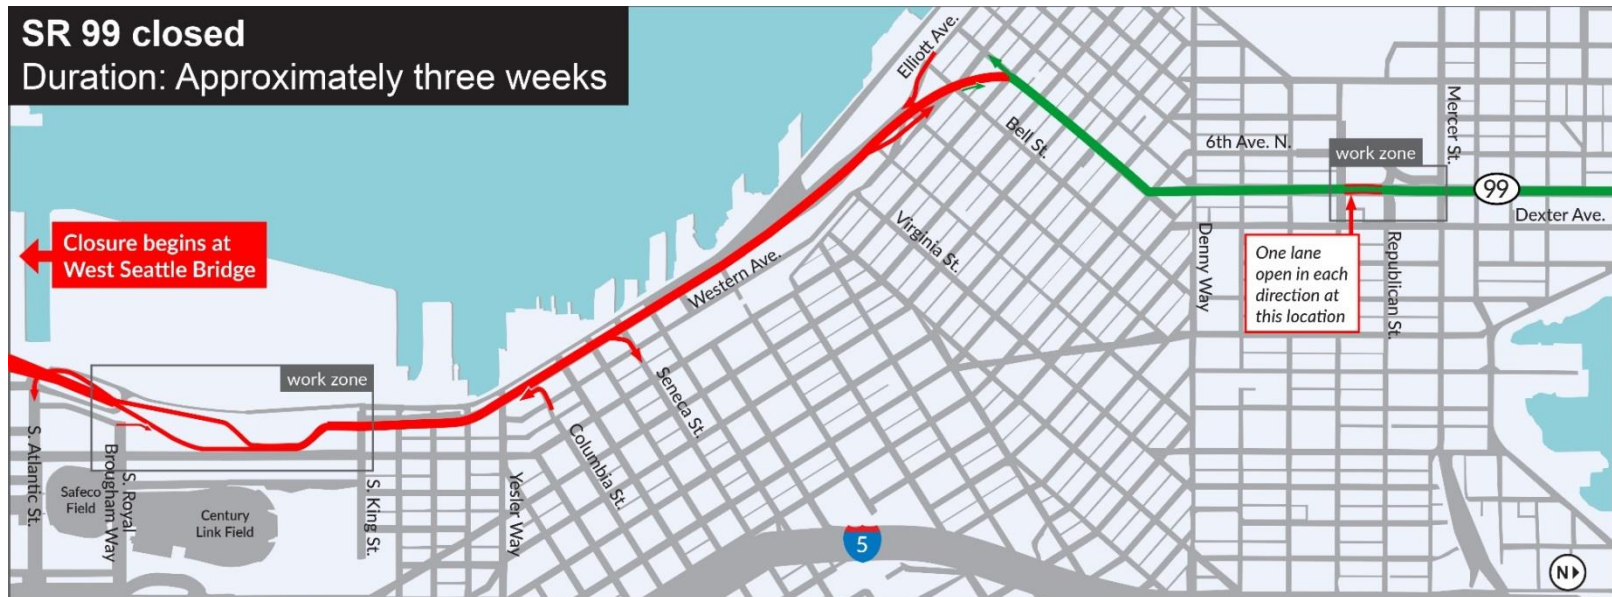 SR 99 closed
Duration: Approximately three weeks
Elliott Ave.
Bell St.
6th Ave. N.
Mercer St.
work zone
99
Dexter Ave.
Closure begins at
West Seattle Bridge
Western Ave.
Virginia St.
Denny Way
One lane
open in each
direction at
this location
Republican St.
work zone
Seneca St.
Columbia St.
S. Atlantic St.
Safeco
Field
S. Royal
Brougham Way
Century
Link Field
S. King St.
Yesler Way
5
N